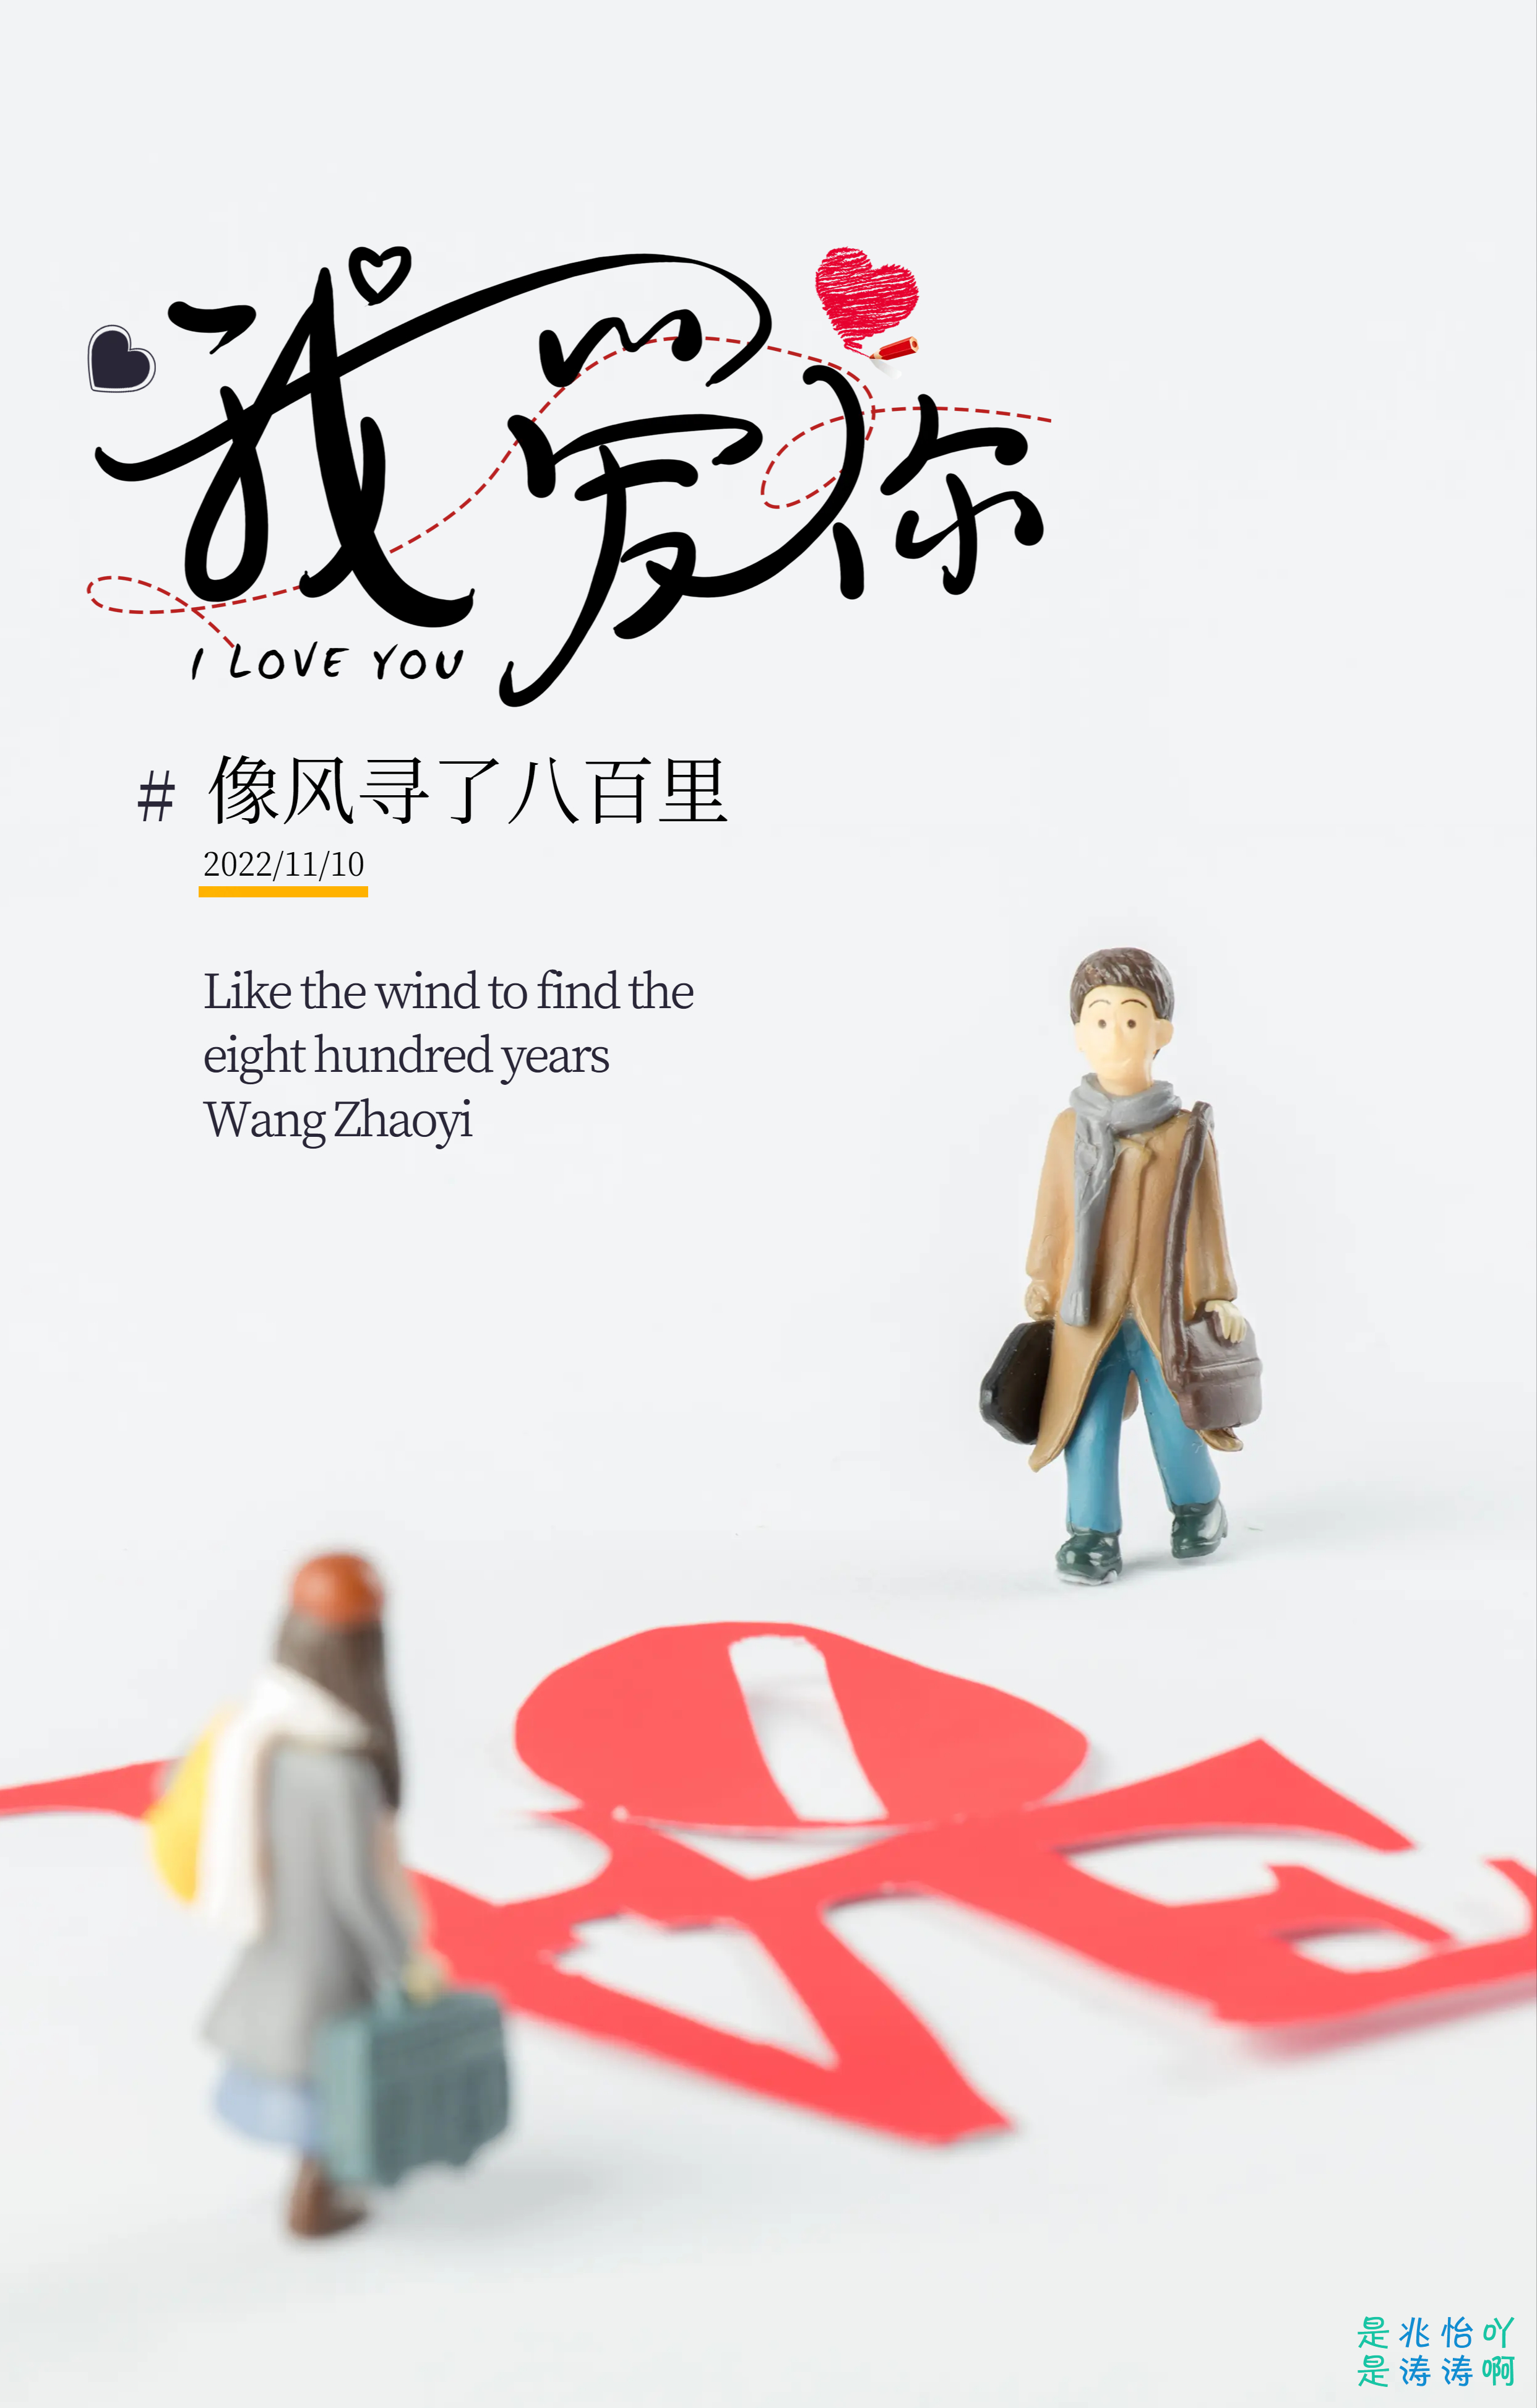 我爱你
I LOVE YOU
# 像风寻了八百里
2022/11/10
Like the wind to find the
eight hundred years
Wang Zhaoyi
LOVE
是兆怡吖
是涛涛啊